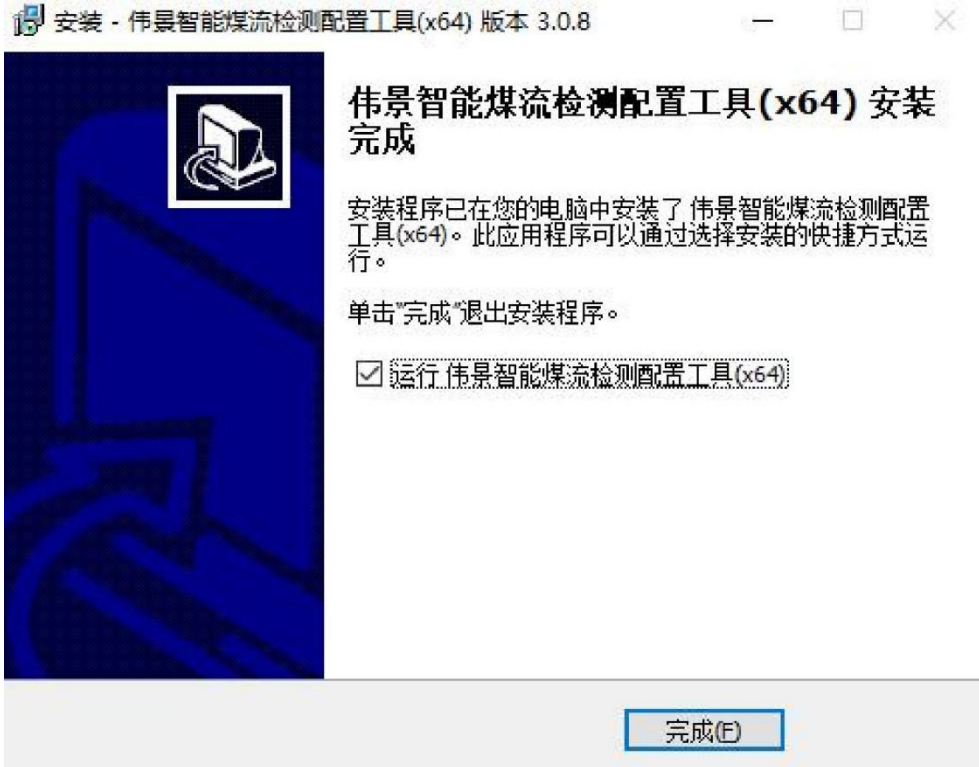 安装 - 伟景智能煤流检测配置工具(x64) 版本 3.0.8
伟景智能煤流检测配置工具(x64) 安装
完成
安装程序已在您的电脑中安装了 伟景智能煤流检测配置
工具(x64)。此应用程序可以通过选择安装的快捷方式运
行。
单击"完成"退出安装程序。
运行 伟景智能煤流检测配置工具(x64)
完成(F)